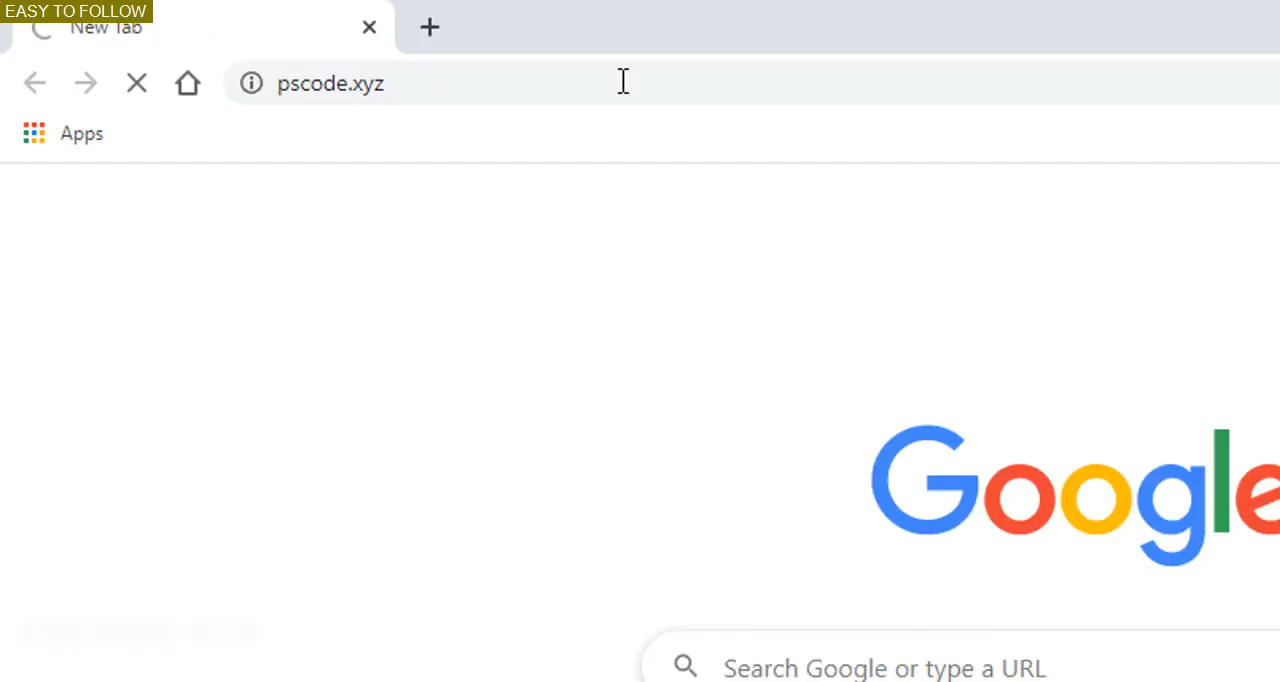 EASY TO FOLLOW
New Tab
pscode.xyz
Apps
Google
Search Google or type a URL